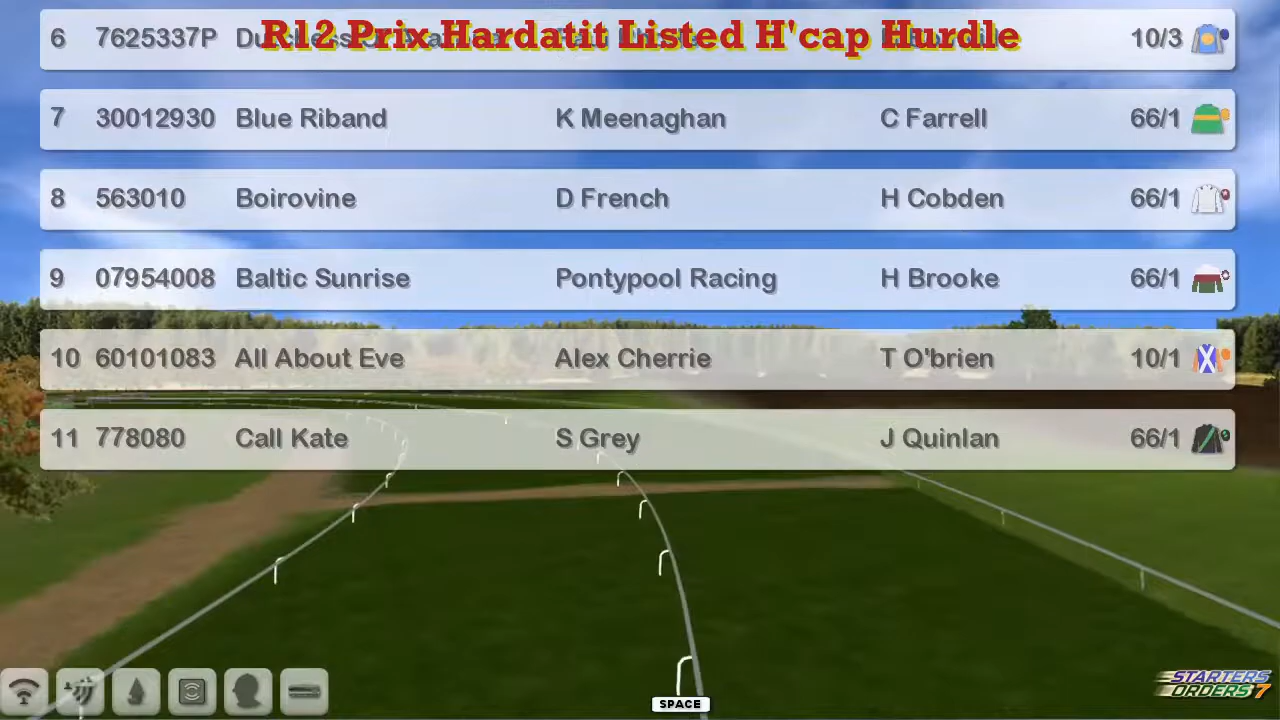 R12 Prix Hardatit Listed H'cap Hurdle
6 7625337P 10/3
7 30012930 Blue Riband K Meenaghan C Farrell 66/1
8 563010 Boirovine D French H Cobden 66/1
9 07954008 Baltic Sunrise Pontypool Racing H Brooke 66/1
10 60101083 All About Eve Alex Cherrie T O'brien 10/1
11 778080 Call Kate S Grey J Quinlan 66/1
SPACE
STARTERS
ORDERS 7